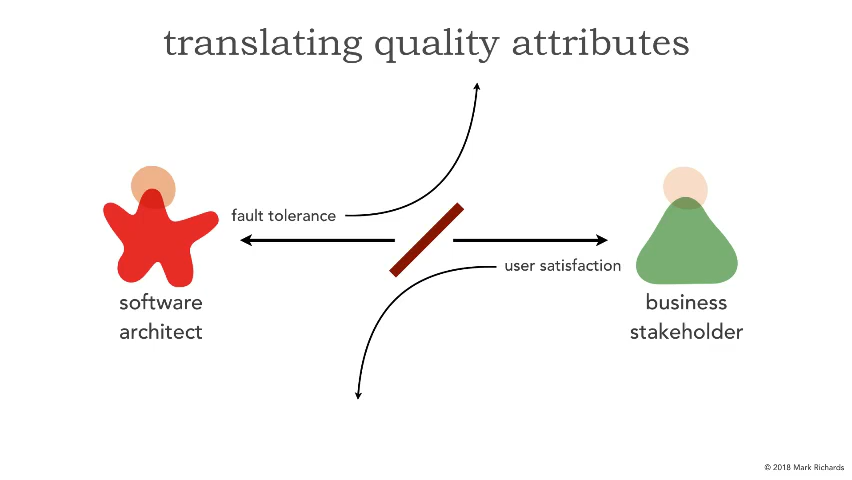 translating quality attributes
fault tolerance
user satisfaction
software
architect
business
stakeholder
© 2018 Mark Richards